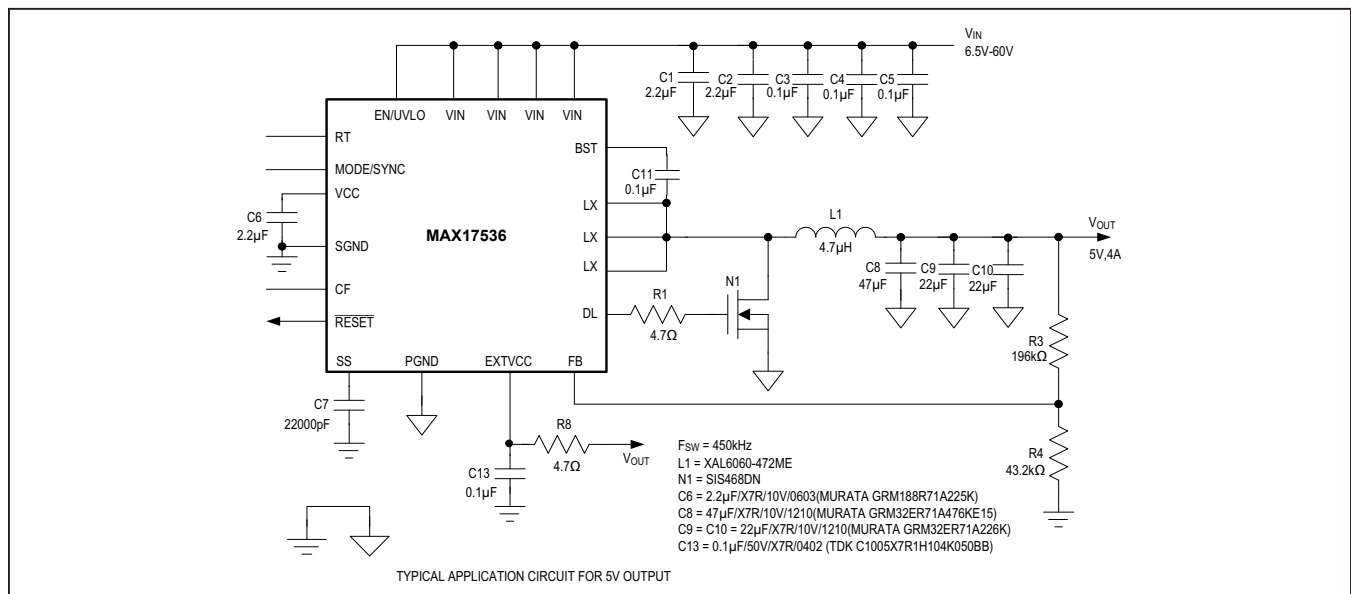 VIN
6.5V-60V
C1
2.2µF
C2
2.2µF
C3
0.1µF
C4
0.1µF
C5
0.1µF
EN/UVLO VIN VIN VIN VIN
RT
MODE/SYNC
VCC
C6
2.2µF
SGND
CF
RESET
MAX17536
BST
C11
0.1µF
LX
LX
LX
DL
R1
4.7Ω
N1
L1
4.7µH
VOUT
5V,4A
C8
47µF
C9
22µF
C10
22µF
R3
196kΩ
R4
43.2kΩ
SS PGND EXTVCC FB
C7
22000pF
R8
4.7Ω
VOUT
C13
0.1µF
FSW = 450kHz
L1 = XAL6060-472ME
N1 = SIS468DN
C6 = 2.2µF/X7R/10V/0603(MURATA GRM188R71A225K)
C8 = 47µF/X7R/10V/1210(MURATA GRM32ER71A476KE15)
C9 = C10 = 22µF/X7R/10V/1210(MURATA GRM32ER71A226K)
C13 = 0.1µF/50V/X7R/0402 (TDK C1005X7R1H104K050BB)
TYPICAL APPLICATION CIRCUIT FOR 5V OUTPUT